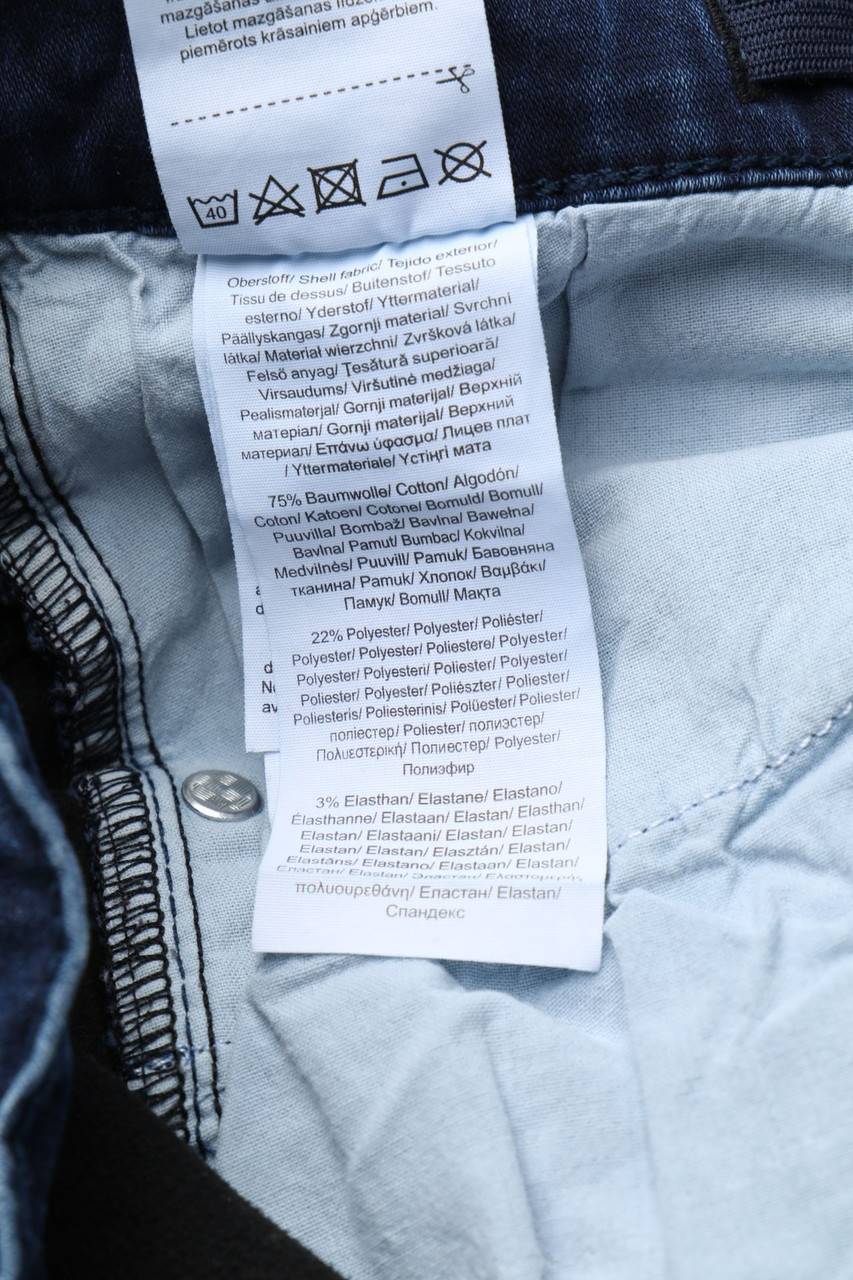 mazgāšanas
Lietot mazgāšanas
piemērots krāsainiem apģērbiem.
40
Oberstoff/ Shell fabric/ Tejido exterior/
Tissu de dessus/ Buitenstof/ Tessuto
esterno/ Yderstof/ Yttermaterial/
Päällyskangas/ Zgornji material/ Svrchní
látka/ Materiał wierzchni/ Zvršková látka/
Felső anyag/ Țesătură superioară/
Virsaudums/ Viršutinė medžiaga/
Pealismaterjal/ Gornji materijal/ Верхній
матеріал/ Gornji materijal/ Верхний
материал/ Επάνω ύφασμα/ Лицев плат
/ Yttermateriale/ Үстіңгі мата
75% Baumwolle/ Cotton/ Algodón/
Coton/ Katoen/ Cotone/ Bomuld/ Bomull/
Puuvilla/ Bombaž/ Bavlna/ Bawełna/
Bavlna/ Pamut/ Bumbac/ Kokvilna/
Medvilnės/ Puuvill/ Pamuk/ Бавовняна
тканина/ Pamuk/ Хлопок/ Βαμβάκι/
Памук/ Bomull/ Мақта
22% Polyester/ Polyester/ Poliéster/
Polyester/ Polyester/ Poliestere/ Polyester/
Polyester/ Polyesteri/ Poliester/ Polyester/
Poliester/ Polyester/ Poliészter/ Poliester/
Poliesteris/ Poliesterinis/ Polüester/ Poliester/
поліестер/ Poliester/ полиэстер/
Πολυεστερική/ Полиестер/ Polyester/
Полиэфир
3% Elasthan/ Elastane/ Elastano/
Élasthanne/ Elastaan/ Elastan/ Elasthan/
Elastan/ Elastaani/ Elastan/ Elastan/
Elastan/ Elastan/ Elasztán/ Elastan/
Elastāns/ Elastano/ Elastaan/ Elastan/
Еластан/ Elastan/ Эластан/ Ελαστομερής
πολυουρεθάνη/ Еластан/ Elastan/
Спандекс